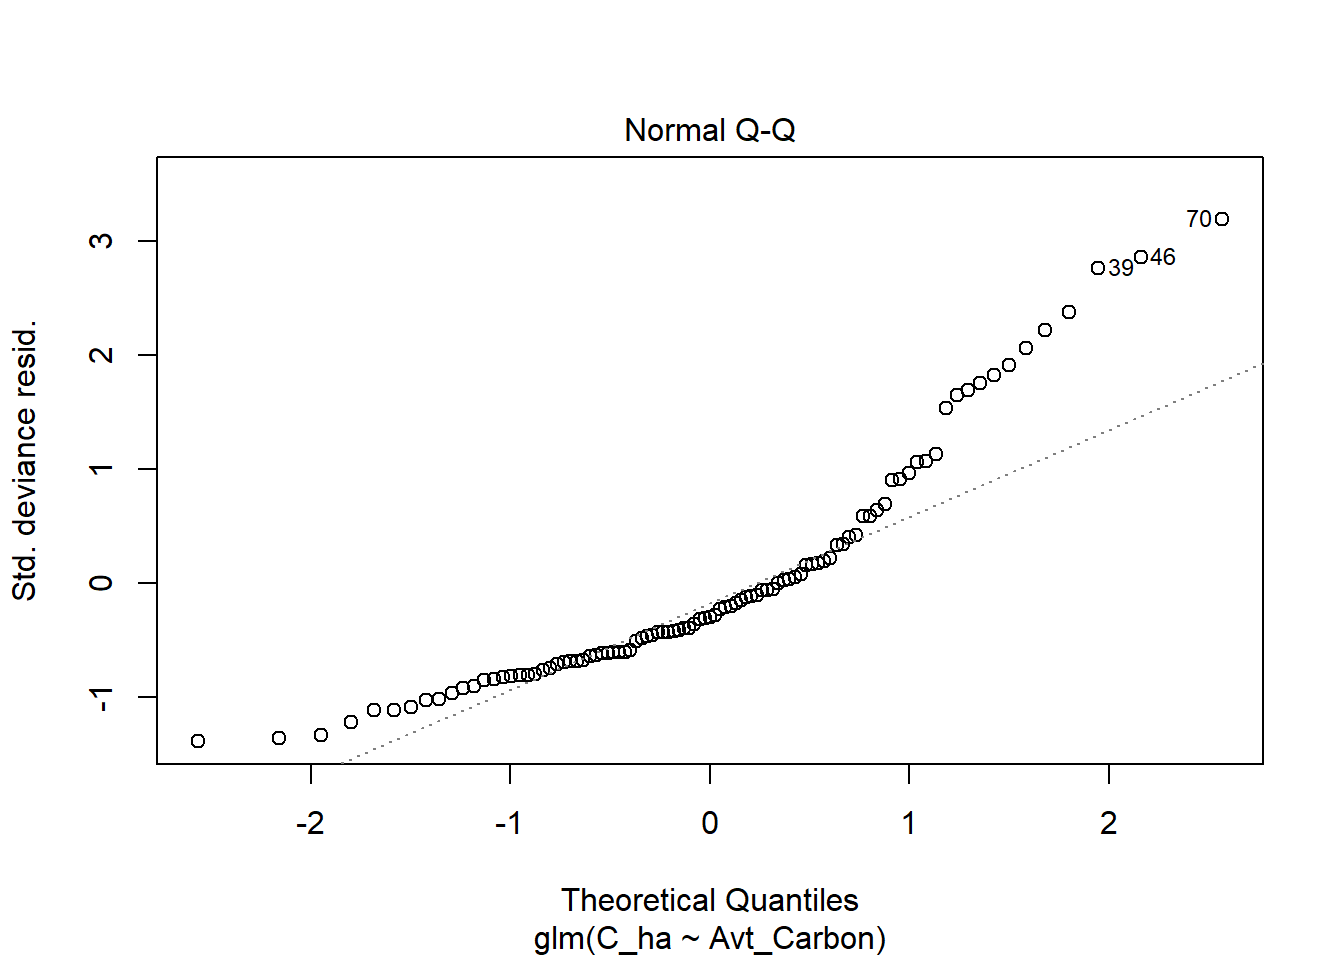 Normal Q-Q
Std. deviance resid.
3
2
1
0
-1
70
46
39
-2 -1 0 1 2
Theoretical Quantiles
glm(C_ha ~ Avt_Carbon)